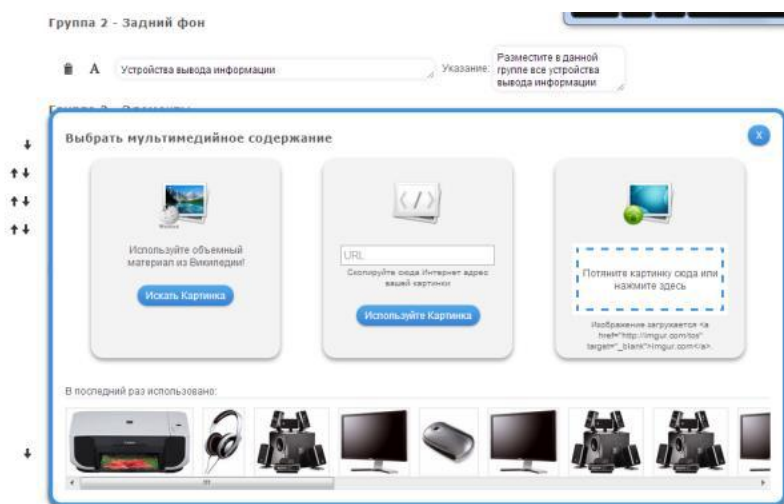 Группа 2 - Задний фон
A
Устройства вывода информации
Указание:
Разместите в данной
группе все устройства
вывода информации
Выбрать мультимедийное содержание
X
Используйте объемный
материал из Википедии!
Искать Картинка
URL
Скопируйте сюда Интернет адрес
вашей картинки
Используйте Картинка
Потяните картинку сюда или
нажмите здесь
Изображение загружается <a
href="http://imgur.com/tos"
target="_blank">imgur.com</a>.
В последний раз использовано: